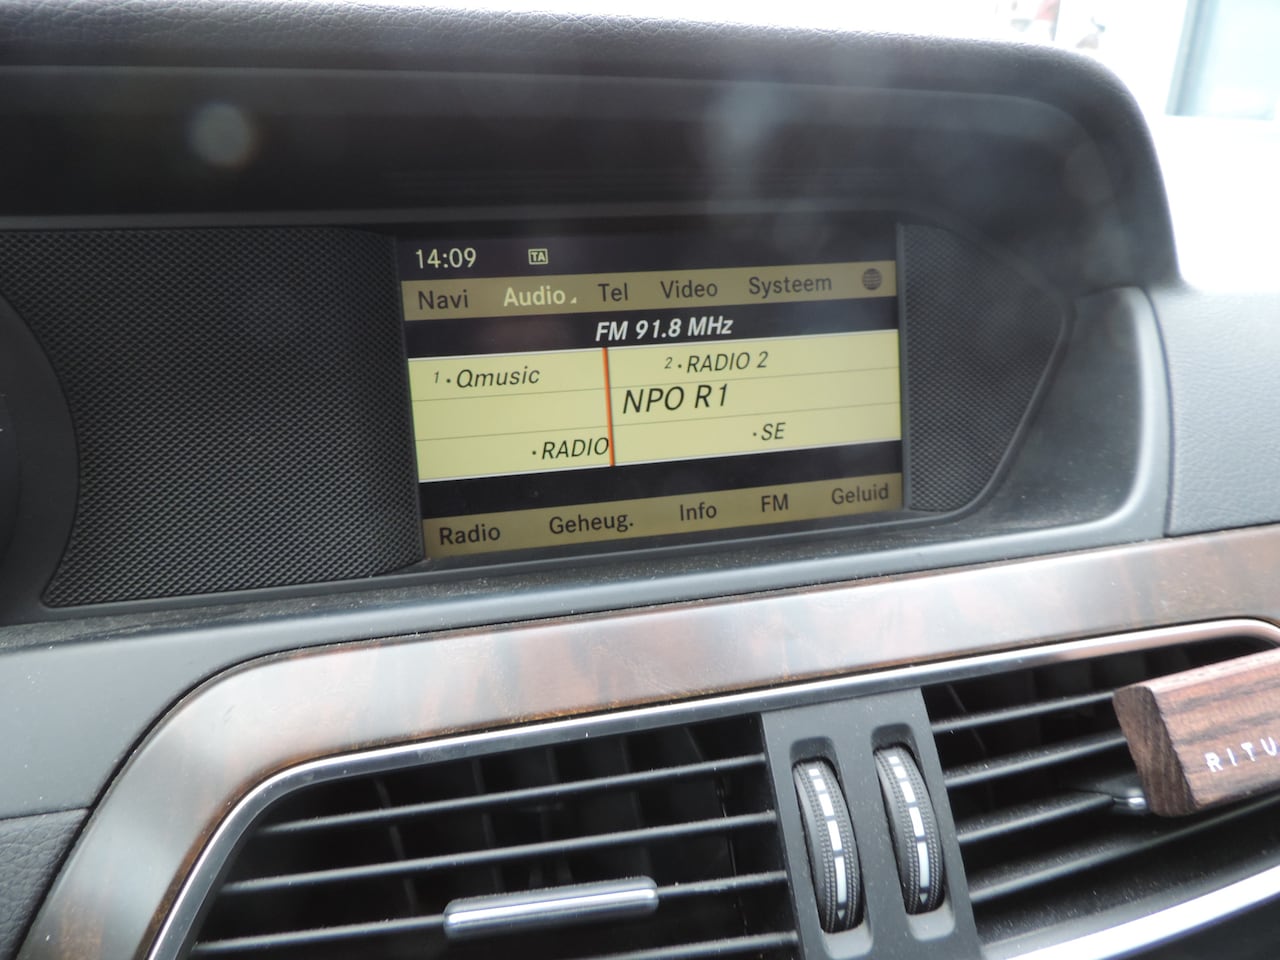 14:09 TA
Navi Audio Tel Video Systeem
FM 91.8 MHz
1 · Qmusic 2 · RADIO 2
NPO R1
· RADIO · SE
Radio Geheug. Info FM Geluid
RITU